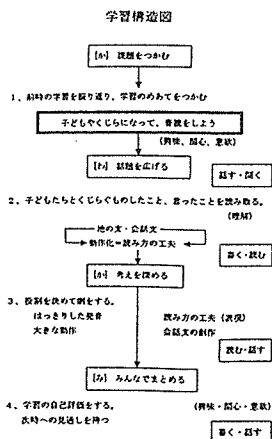 学習構造図
【か】課題をつかむ
1、前時の学習を振り返り、学習のめあてをつかむ
子どもやくじらになって、音読をしよう
(興味、関心、意欲)
【わ】話題を広げる
話す・聞く
2、子どもたちとくじらぐものしたこと、言ったことを読み取る。
(理解)
地の文・会話文
動作化=読み方の工夫
書く・読む
【か】考えを深める
3、役割を決めて劇をする。
はっきりした発音
大きな動作
読み方の工夫(表現)
会話文の創作
読む・話す
【み】みんなでまとめる
4、学習の自己評価をする。
(興味・関心・意欲)
次時への見通しを持つ
書く・話す